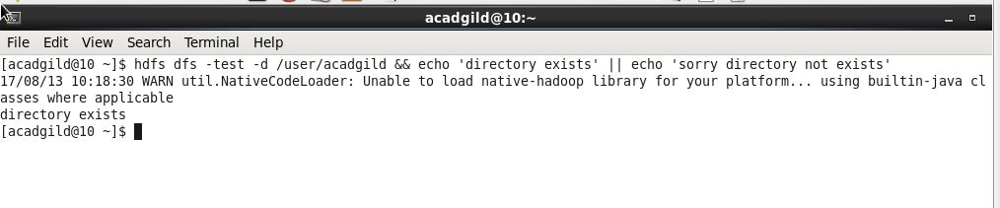 acadgild@10:~
File Edit View Search Terminal Help
[acadgild@10 ~]$ hdfs dfs -test -d /user/acadgild && echo 'directory exists' || echo 'sorry directory not exists'
17/08/13 10:18:30 WARN util.NativeCodeLoader: Unable to load native-hadoop library for your platform... using builtin-java cl
asses where applicable
directory exists
[acadgild@10 ~]$